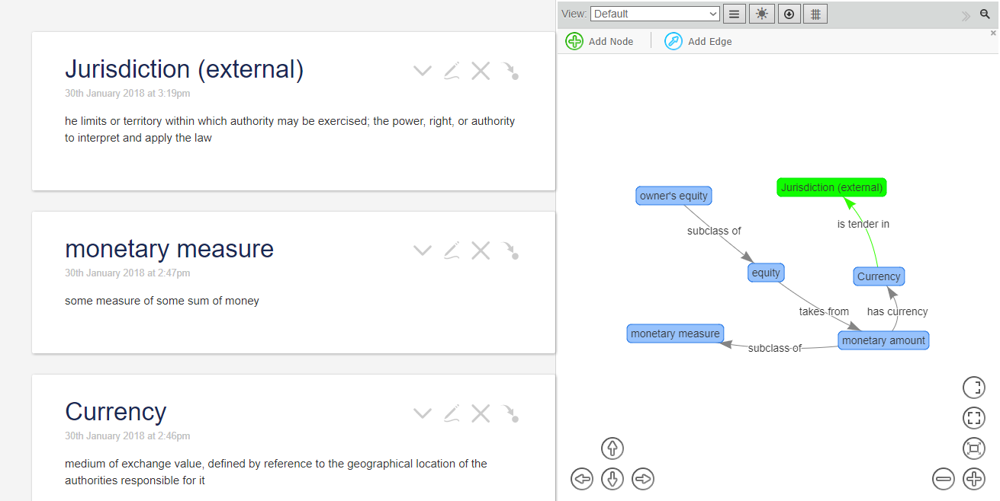 Jurisdiction (external)
30th January 2018 at 3:19pm
he limits or territory within which authority may be exercised; the power, right, or authority
to interpret and apply the law
monetary measure
30th January 2018 at 2:47pm
some measure of some sum of money
Currency
30th January 2018 at 2:46pm
medium of exchange value, defined by reference to the geographical location of the
authorities responsible for it
View: Default
Add Node
Add Edge
Jurisdiction (external)
owner's equity
is tender in
subclass of
equity
Currency
takes from
has currency
monetary measure
monetary amount
subclass of